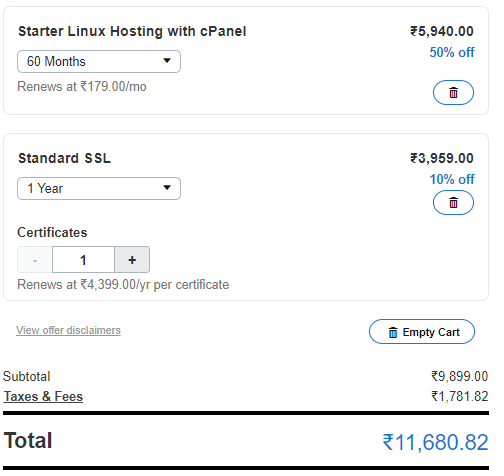 Starter Linux Hosting with cPanel ₹5,940.00
60 Months 50% off
Renews at ₹179.00/mo
Standard SSL ₹3,959.00
1 Year 10% off
Certificates
- 1 +
Renews at ₹4,399.00/yr per certificate
View offer disclaimers Empty Cart
Subtotal ₹9,899.00
Taxes & Fees ₹1,781.82
Total ₹11,680.82